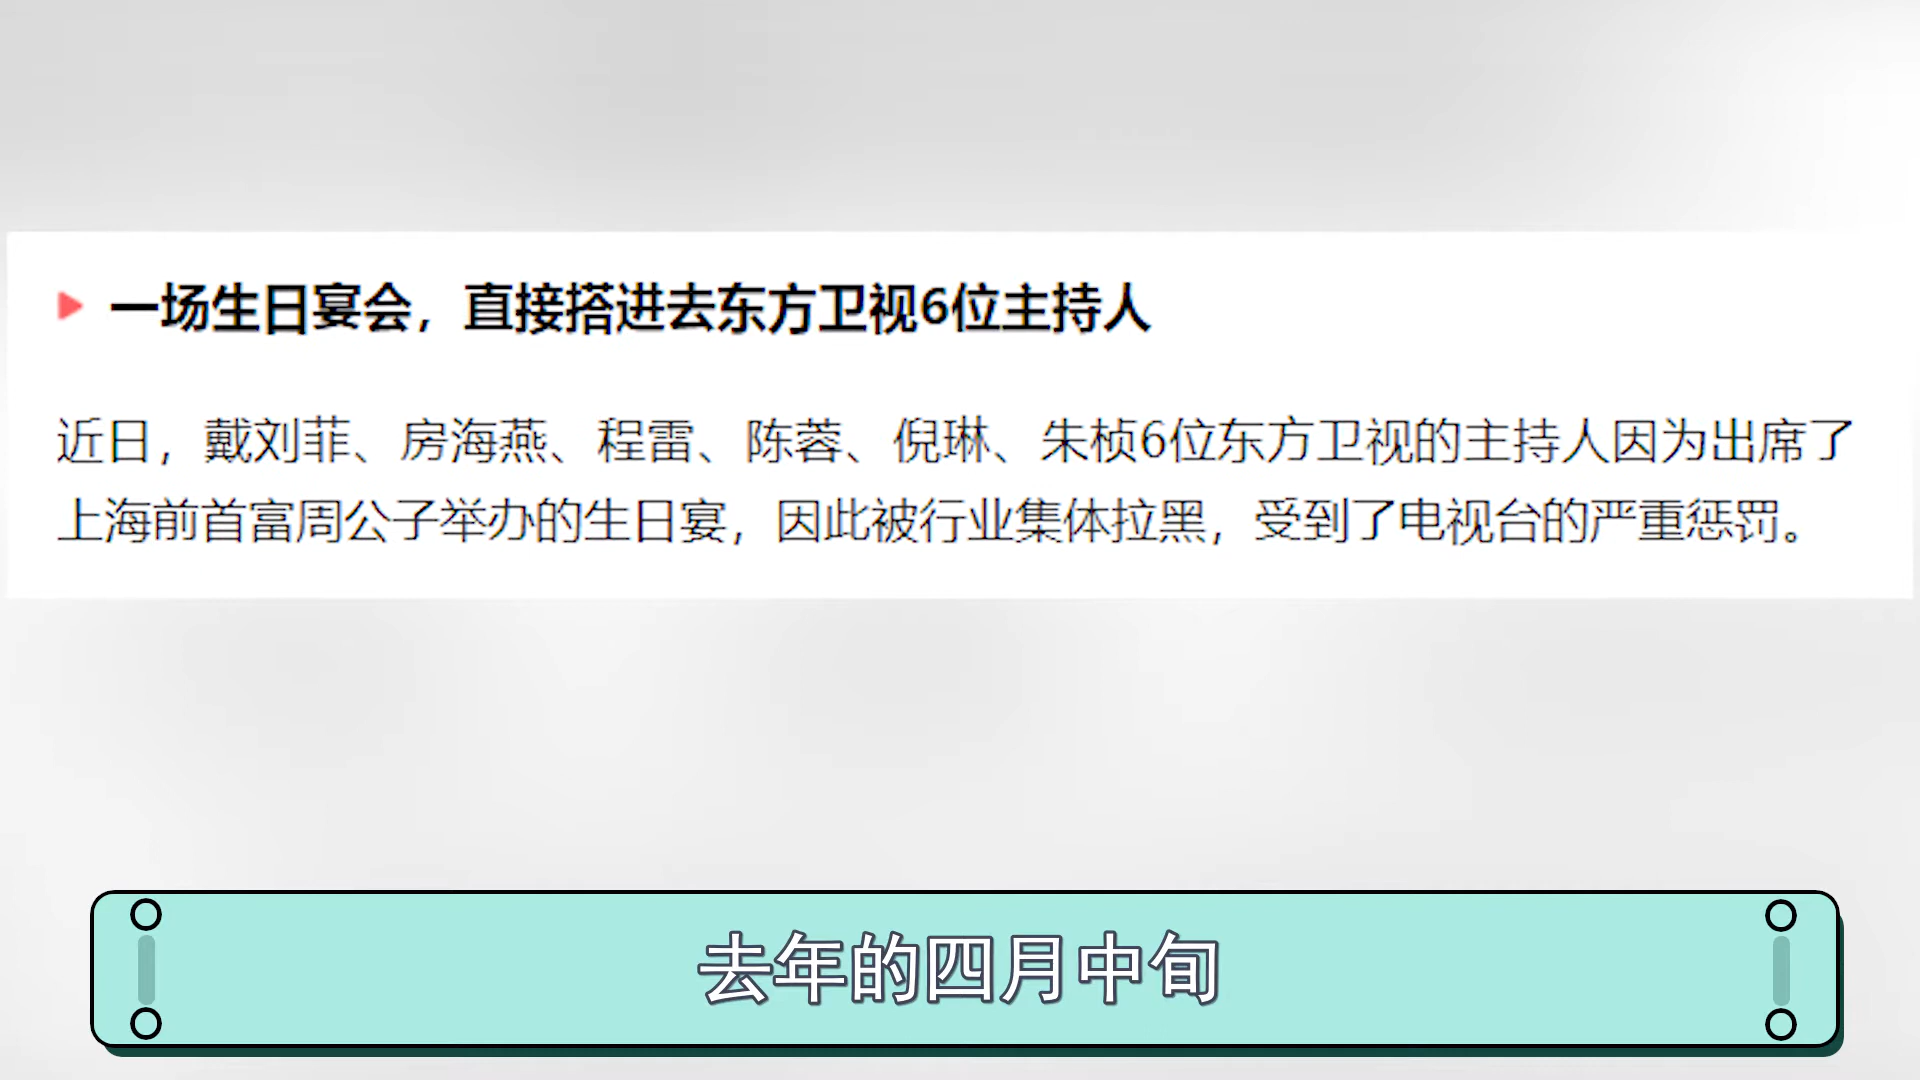 一场生日宴会，直接搭进去东方卫视6位主持人
近日，戴刘菲、房海燕、程雷、陈蓉、倪琳、朱桢6位东方卫视的主持人因为出席了
上海前首富周公子举办的生日宴，因此被行业集体拉黑，受到了电视台的严重惩罚。
去年的四月中旬